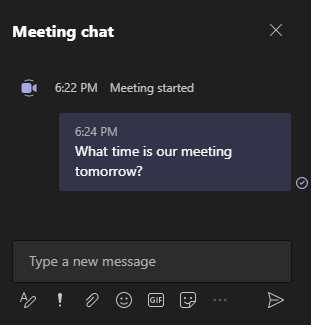 Meeting chat
6:22 PM Meeting started
6:24 PM
What time is our meeting
tomorrow?
Type a new message
GIF